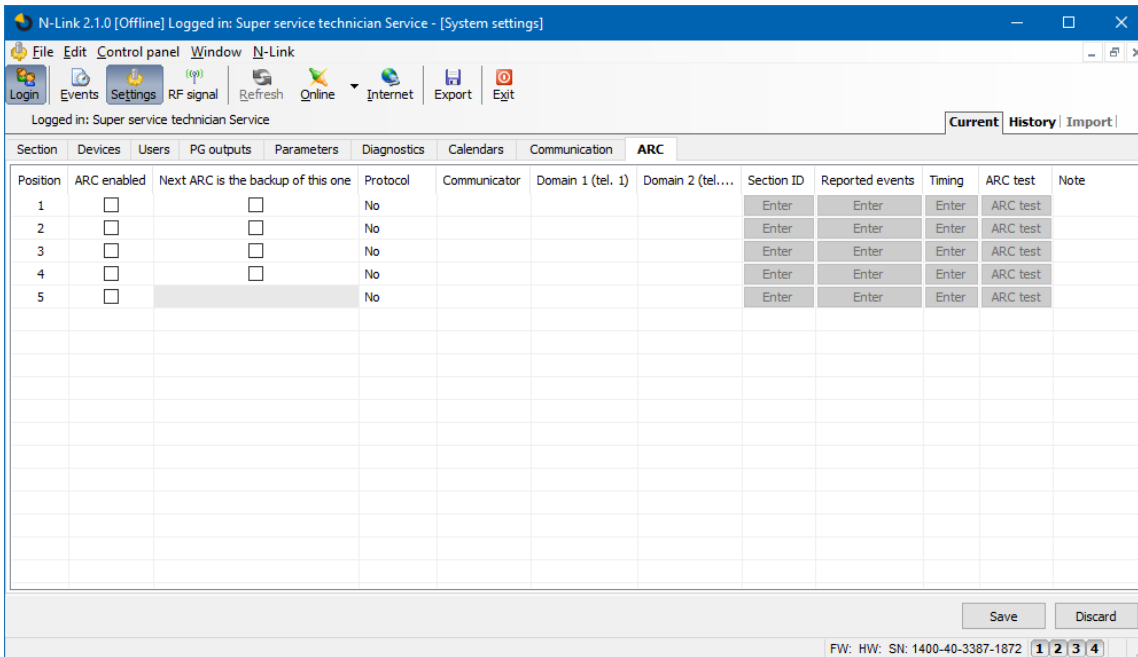 N-Link 2.1.0 [Offline] Logged in: Super service technician Service - [System settings]
File Edit Control panel Window N-Link
Login Events Settings RF signal Refresh Online Internet Export Exit
Logged in: Super service technician Service
Current History Import
Section Devices Users PG outputs Parameters Diagnostics Calendars Communication ARC
Position ARC enabled Next ARC is the backup of this one Protocol Communicator Domain 1 (tel. 1) Domain 2 (tel.... Section ID Reported events Timing ARC test Note
1 No Enter Enter Enter ARC test
2 No Enter Enter Enter ARC test
3 No Enter Enter Enter ARC test
4 No Enter Enter Enter ARC test
5 No Enter Enter Enter ARC test
Save Discard
FW: HW: SN: 1400-40-3387-1872 1 2 3 4